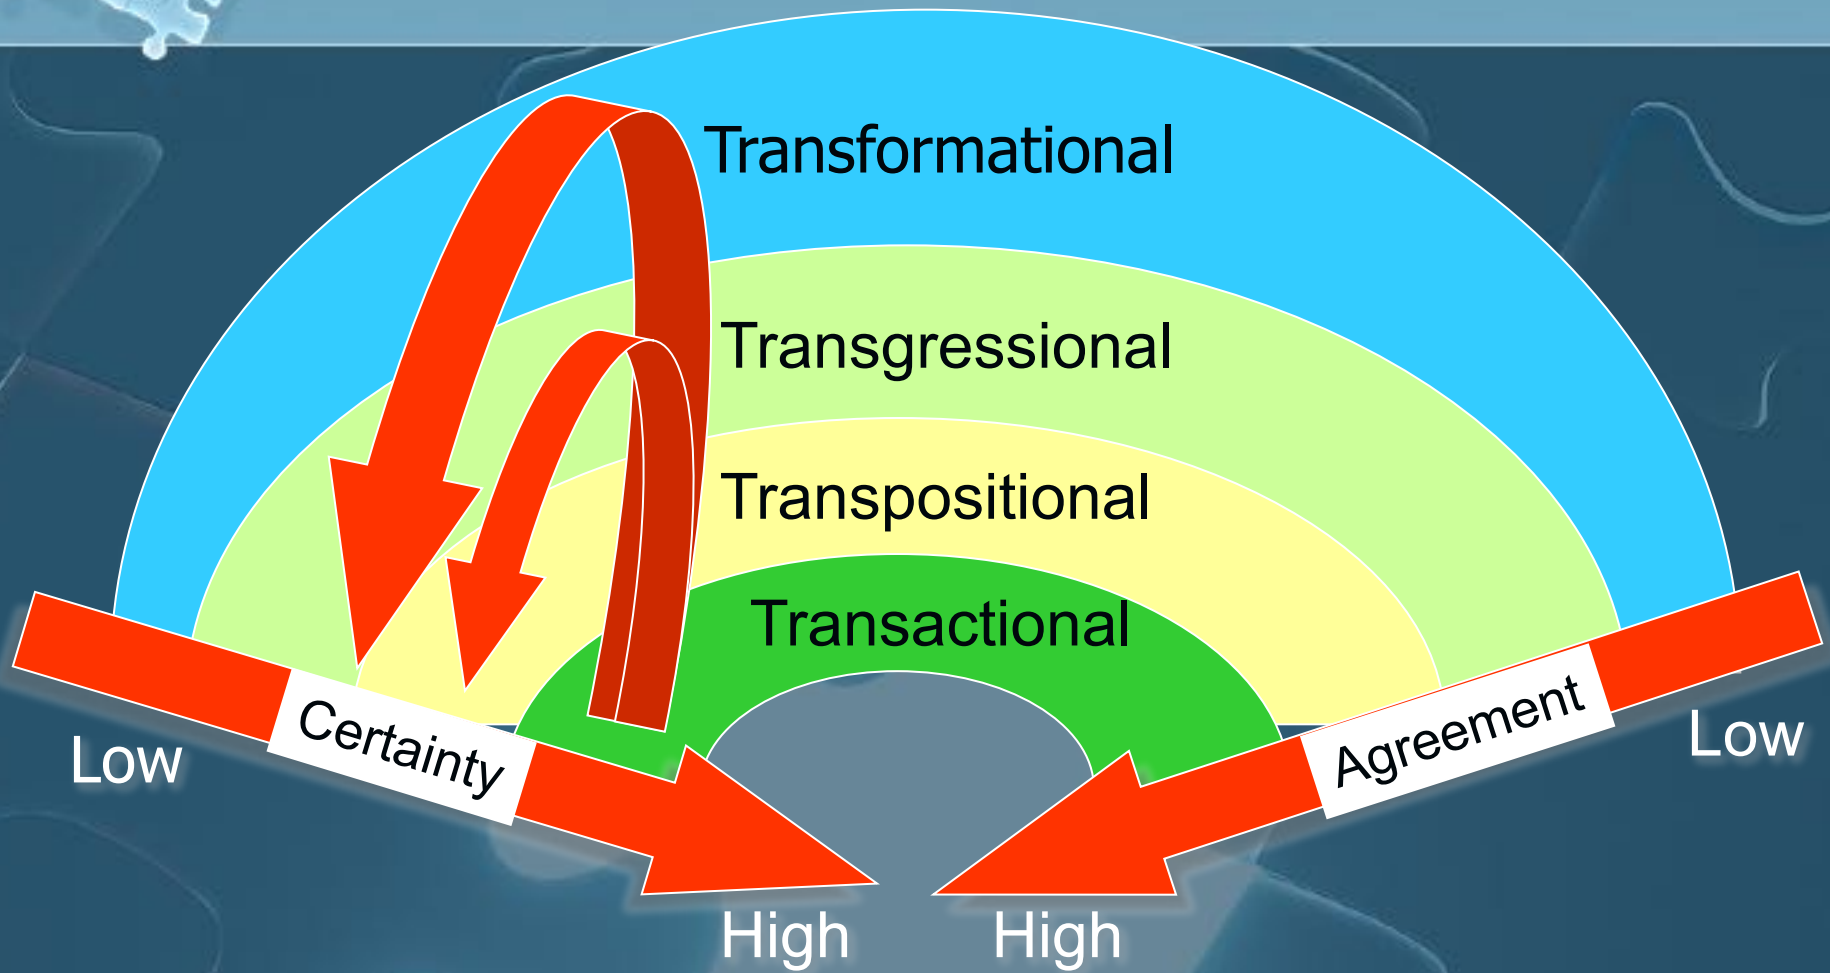 Transformational
Transgressional
Transpositional
Transactional
Certainty
Agreement
Low
Low
High
High